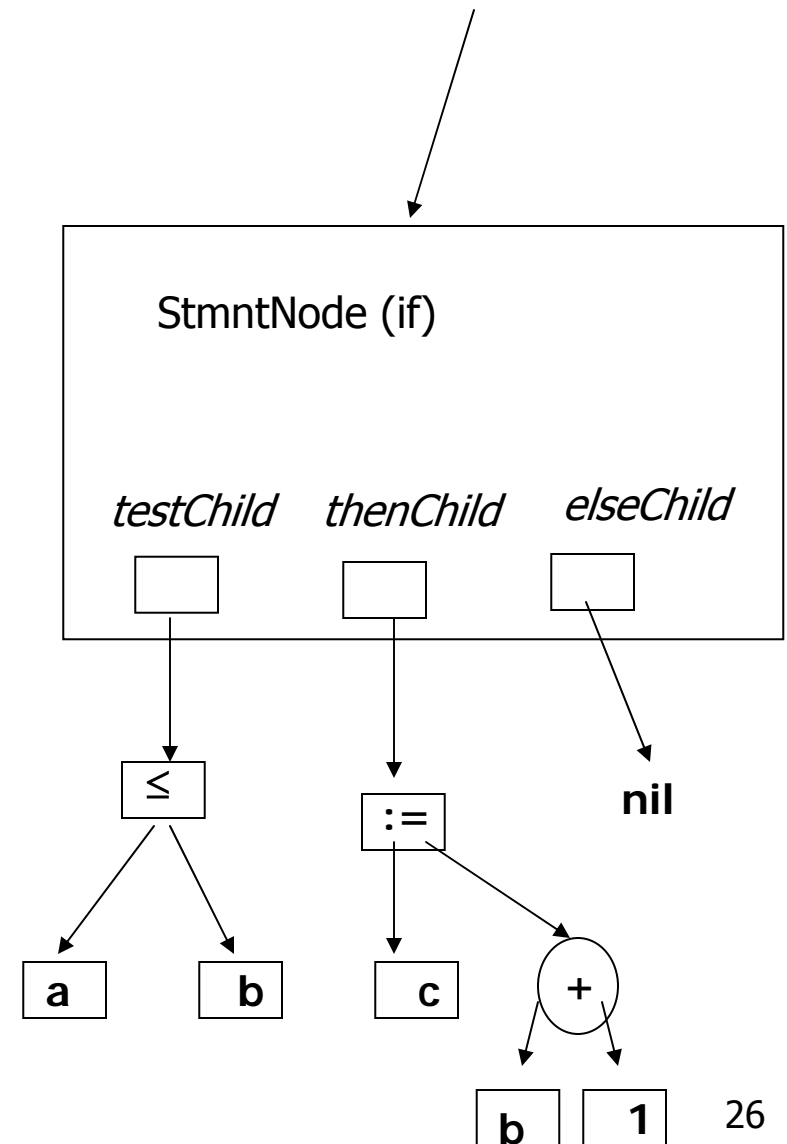 StmntNode (if)
testChild thenChild elseChild
≤ := nil
a b c +
b 1 26